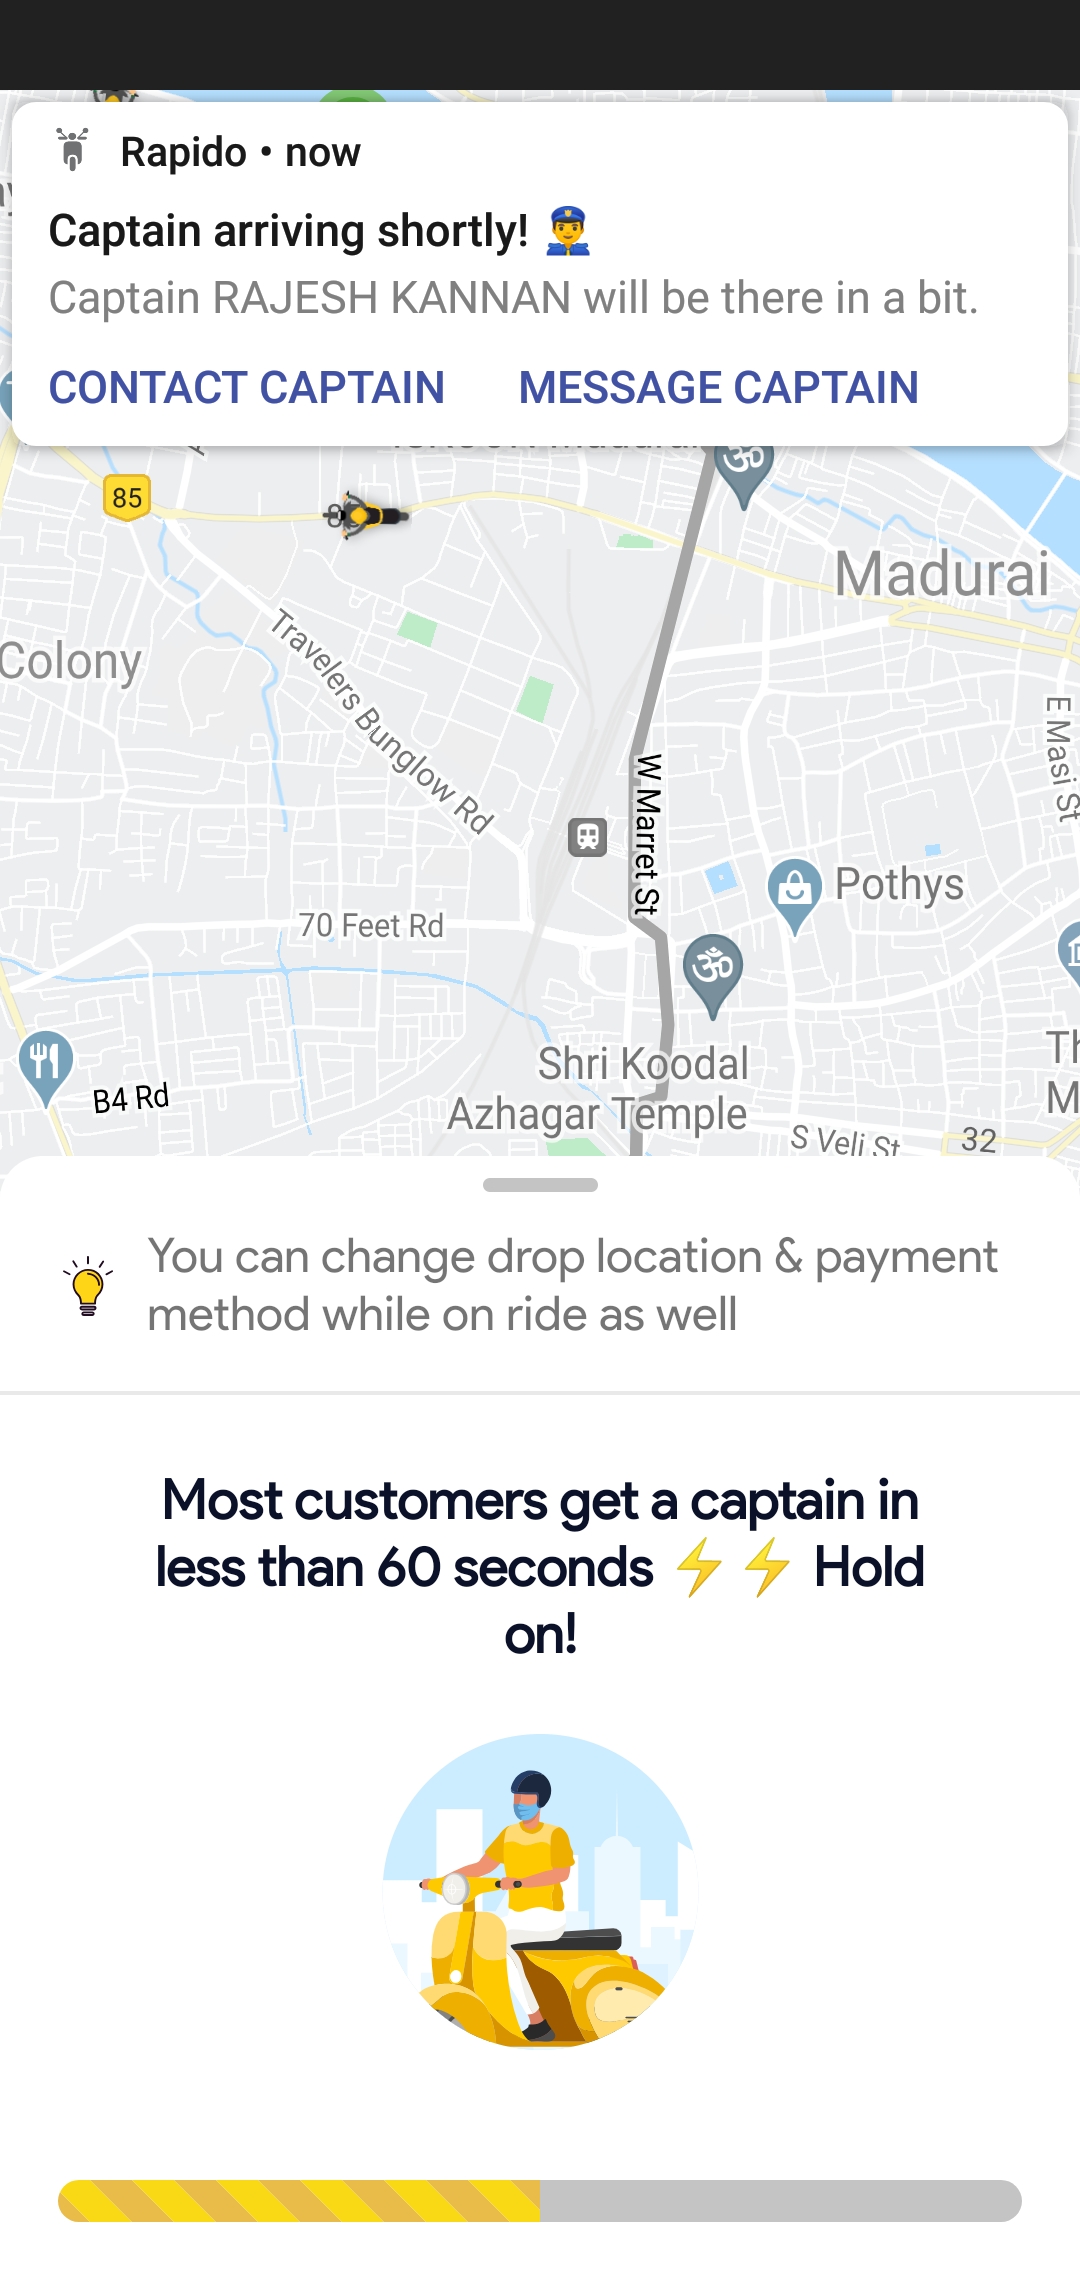 Rapido • now
Captain arriving shortly! 👮‍♂️
Captain RAJESH KANNAN will be there in a bit.
CONTACT CAPTAIN MESSAGE CAPTAIN
85
Madurai
Colony
Travelers Bunglow Rd
E Masi St
W Marret St
Pothys
70 Feet Rd
Shri Koodal
Azhagar Temple
B4 Rd
S Veli St
32
You can change drop location & payment
method while on ride as well
Most customers get a captain in
less than 60 seconds ⚡⚡ Hold
on!